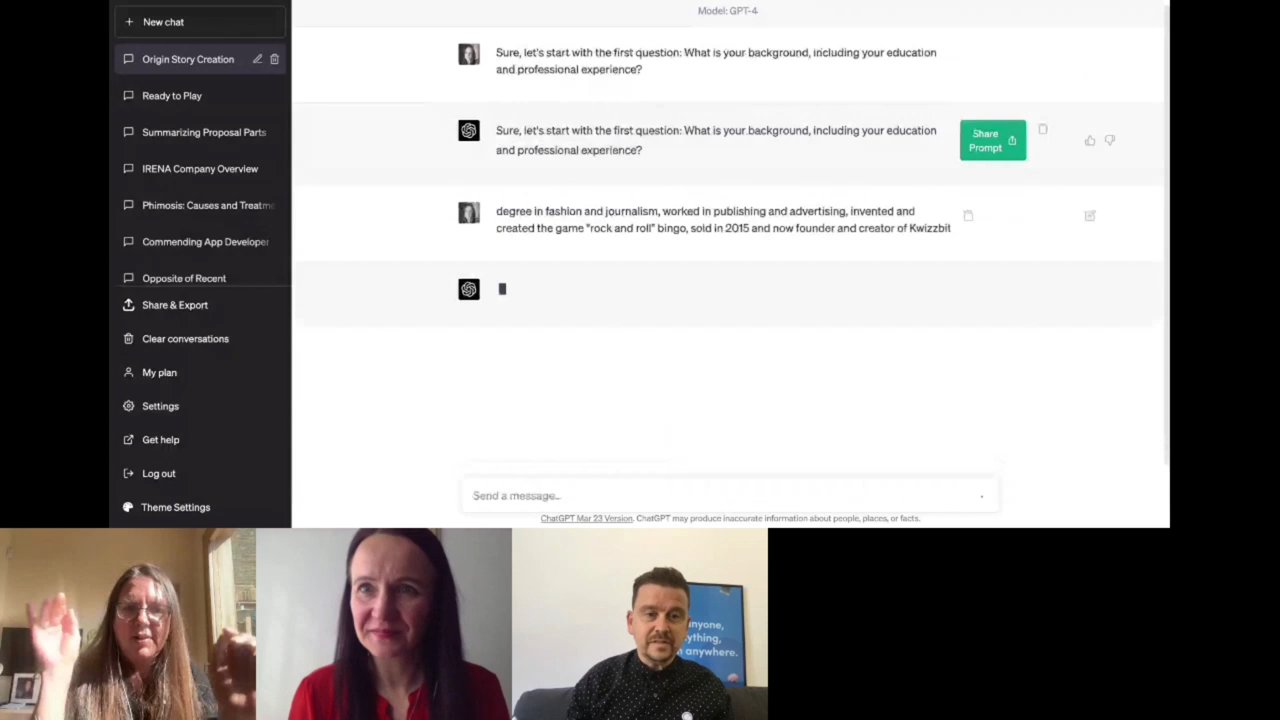 Model: GPT-4
+ New chat
Origin Story Creation
Ready to Play
Summarizing Proposal Parts
IRENA Company Overview
Phimosis: Causes and Treatme
Commending App Developer
Opposite of Recent
Share & Export
Clear conversations
My plan
Settings
Get help
Log out
Theme Settings
Sure, let's start with the first question: What is your background, including your education
and professional experience?
Sure, let's start with the first question: What is your background, including your education
and professional experience?
Share
Prompt
degree in fashion and journalism, worked in publishing and advertising, invented and
created the game "rock and roll" bingo, sold in 2015 and now founder and creator of Kwizzbit
Send a message...
ChatGPT Mar 23 Version. ChatGPT may produce inaccurate information about people, places, or facts.
nyone,
ything,
anywhere.